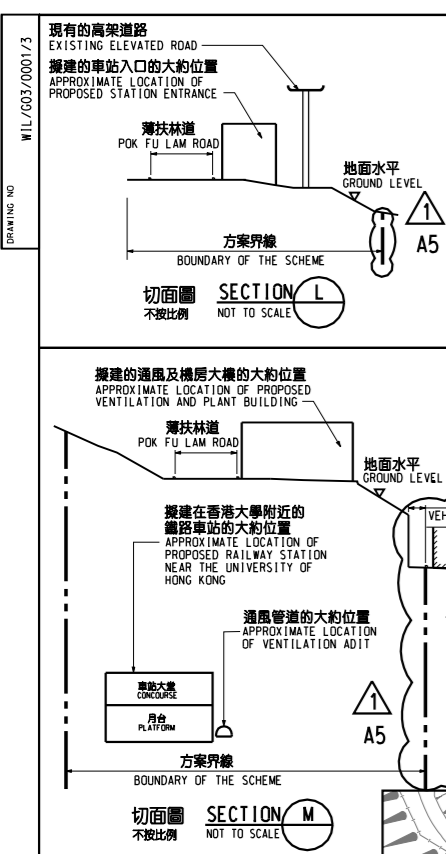 DRAWING NO
WIL/G03/0001/3
現有的高架道路
EXISTING ELEVATED ROAD
擬建的車站入口的大約位置
APPROXIMATE LOCATION OF
PROPOSED STATION ENTRANCE
薄扶林道
POK FU LAM ROAD
地面水平
GROUND LEVEL
1
A5
方案界線
BOUNDARY OF THE SCHEME
切面圖 SECTION L
不按比例 NOT TO SCALE
擬建的通風及機房大樓的大約位置
APPROXIMATE LOCATION OF PROPOSED
VENTILATION AND PLANT BUILDING
薄扶林道
POK FU LAM ROAD
地面水平
GROUND LEVEL
VEH
擬建在香港大學附近的
鐵路車站的大約位置
APPROXIMATE LOCATION OF
PROPOSED RAILWAY STATION
NEAR THE UNIVERSITY OF
HONG KONG
通風管道的大約位置
APPROXIMATE LOCATION
OF VENTILATION ADIT
車站大堂
CONCOURSE
月台
PLATFORM
1
A5
方案界線
BOUNDARY OF THE SCHEME
切面圖 SECTION M
不按比例 NOT TO SCALE